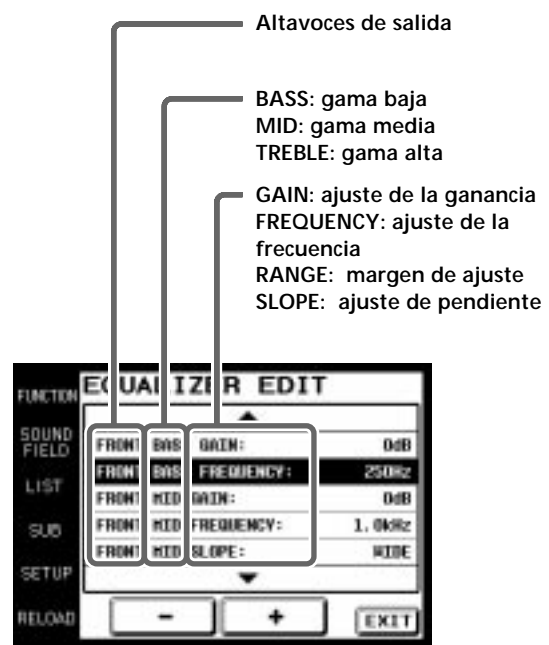 Altavoces de salida
BASS: gama baja
MID: gama media
TREBLE: gama alta
GAIN: ajuste de la ganancia
FREQUENCY: ajuste de la
frecuencia
RANGE: margen de ajuste
SLOPE: ajuste de pendiente
EQUALIZER EDIT
FUNCTION
SOUND
FIELD
LIST
SUB
SETUP
RELOAD
FRONT BAS GAIN: 0dB
FRONT BAS FREQUENCY: 250Hz
FRONT MID GAIN: 0dB
FRONT MID FREQUENCY: 1.0kHz
FRONT MID SLOPE: WIDE
- + EXIT